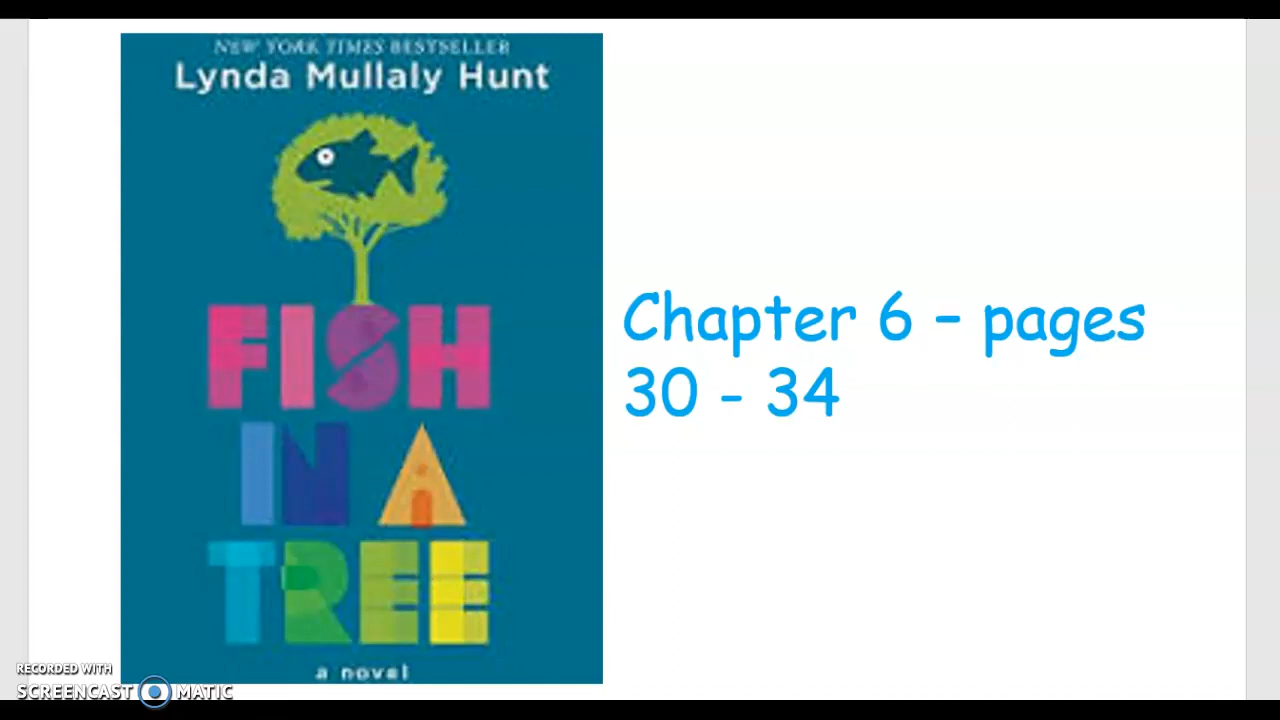 NEW YORK TIMES BESTSELLER
Lynda Mullaly Hunt
FISH
IN A
TREE
a novel
Chapter 6 – pages
30 - 34
RECORDED WITH
SCREENCAST MATIC